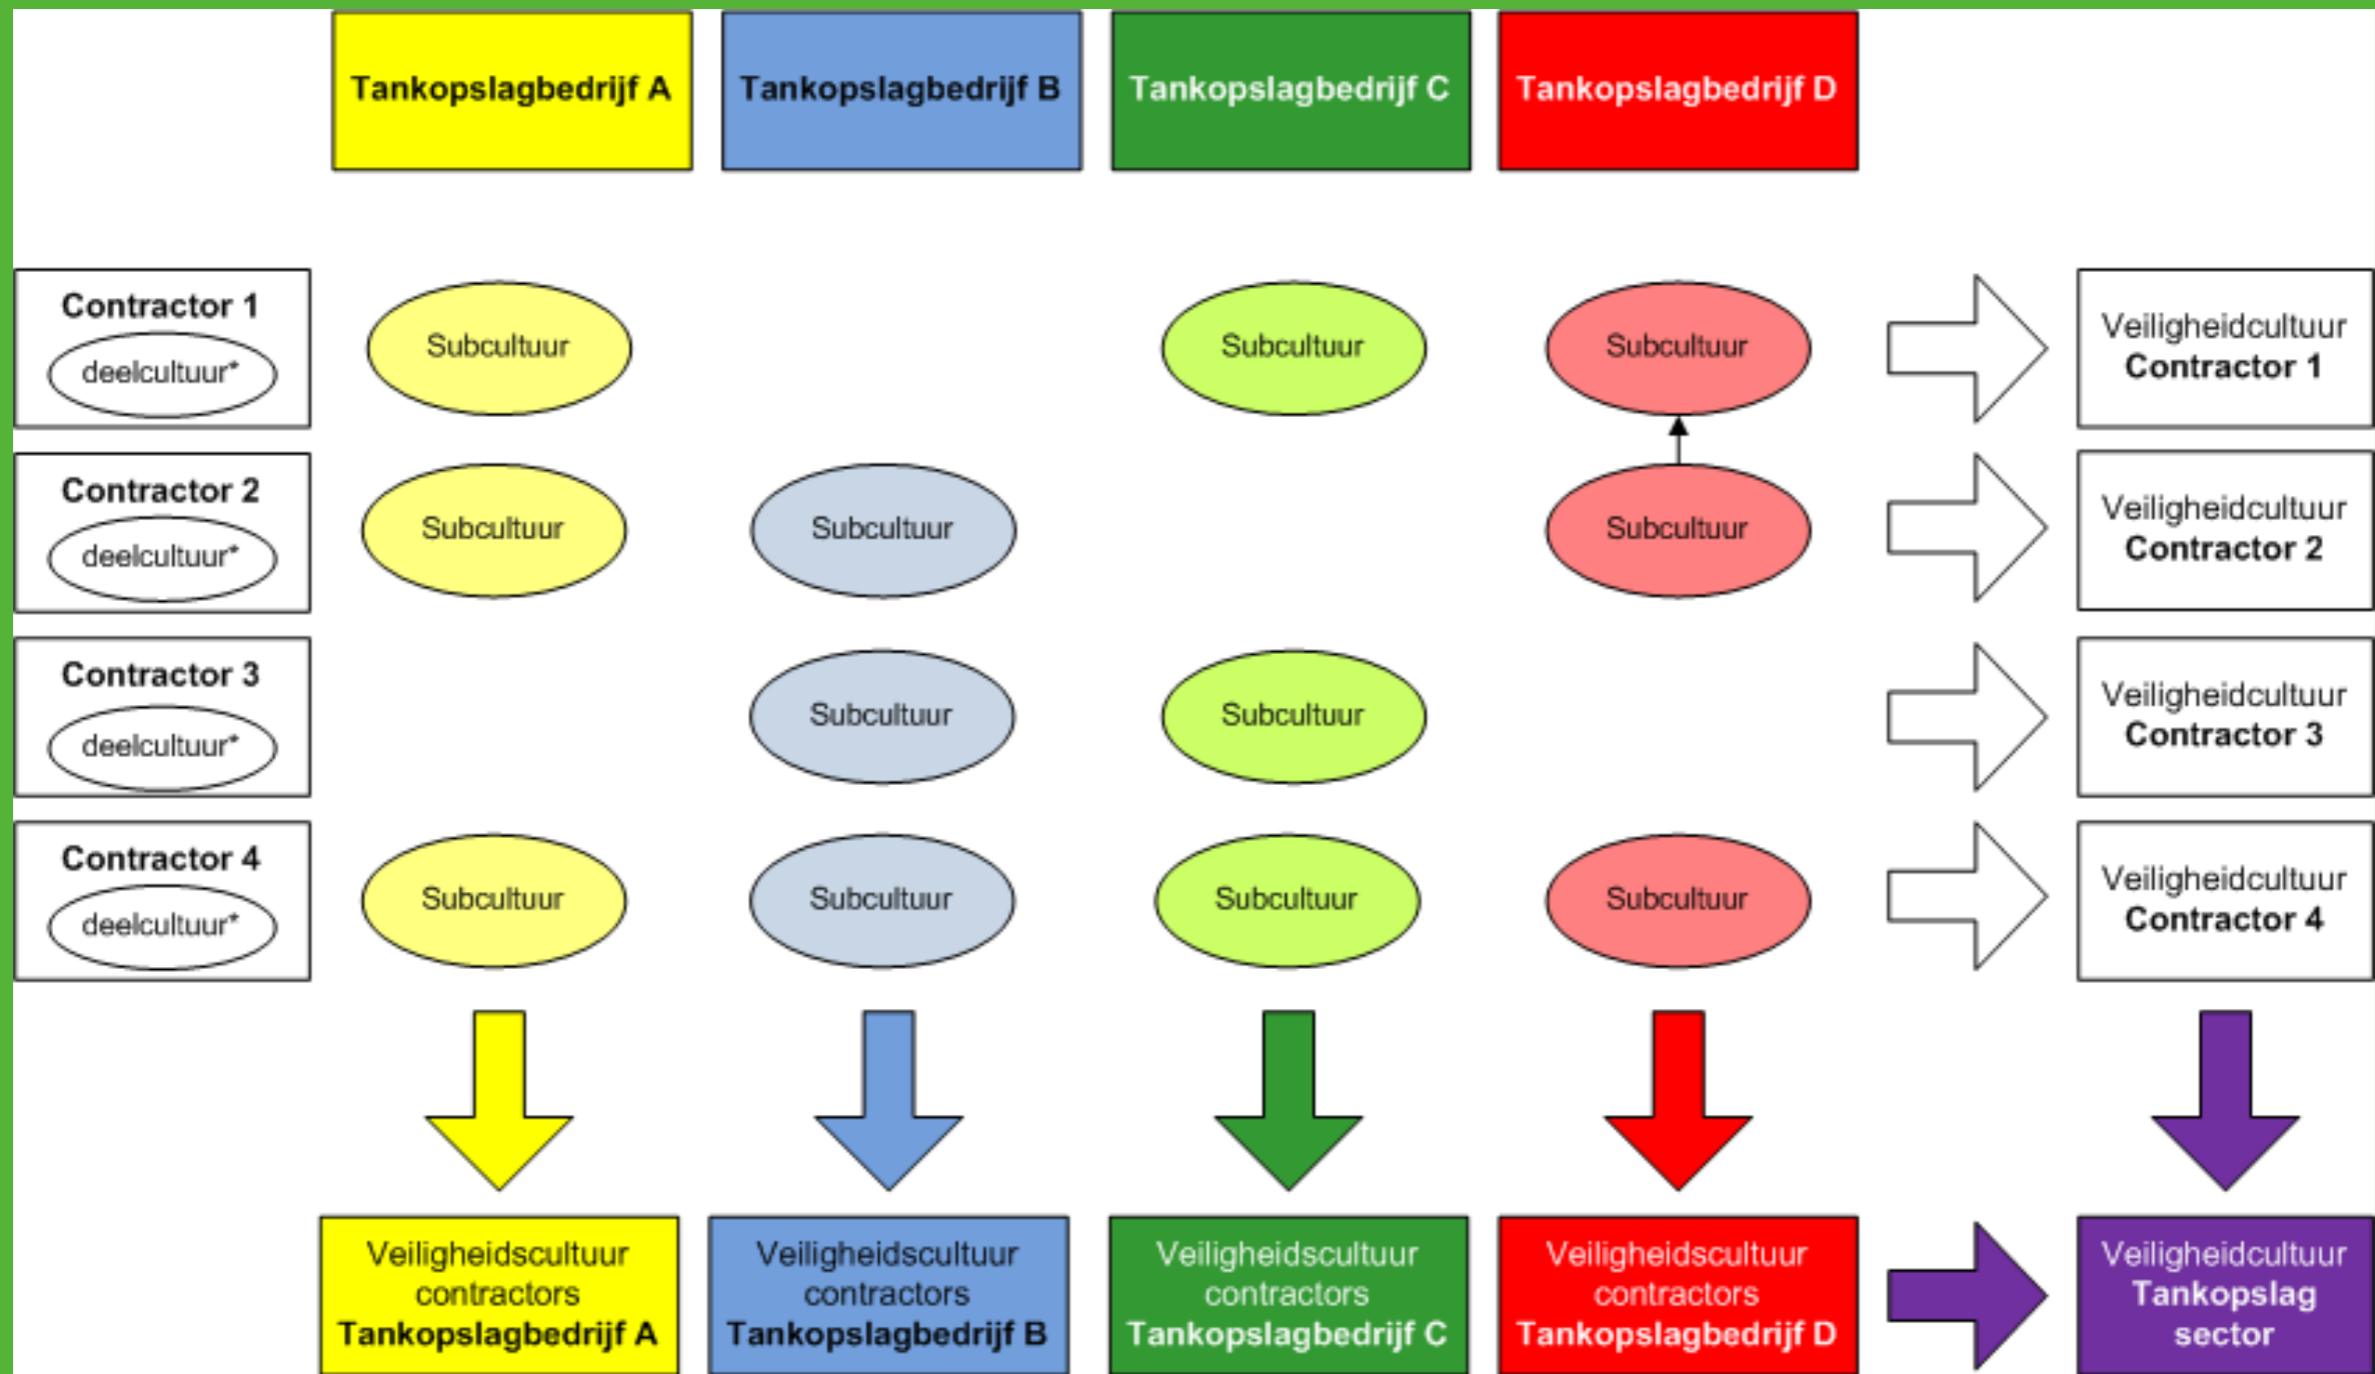 Tankopslagbedrijf A
Tankopslagbedrijf B
Tankopslagbedrijf C
Tankopslagbedrijf D
Contractor 1
deelcultuur*
Subcultuur
Subcultuur
Subcultuur
Veiligheidcultuur
Contractor 1
Contractor 2
deelcultuur*
Subcultuur
Subcultuur
Subcultuur
Veiligheidcultuur
Contractor 2
Contractor 3
deelcultuur*
Subcultuur
Subcultuur
Veiligheidcultuur
Contractor 3
Contractor 4
deelcultuur*
Subcultuur
Subcultuur
Subcultuur
Subcultuur
Veiligheidcultuur
Contractor 4
Veiligheidscultuur
contractors
Tankopslagbedrijf A
Veiligheidscultuur
contractors
Tankopslagbedrijf B
Veiligheidscultuur
contractors
Tankopslagbedrijf C
Veiligheidscultuur
contractors
Tankopslagbedrijf D
Veiligheidcultuur
Tankopslag
sector